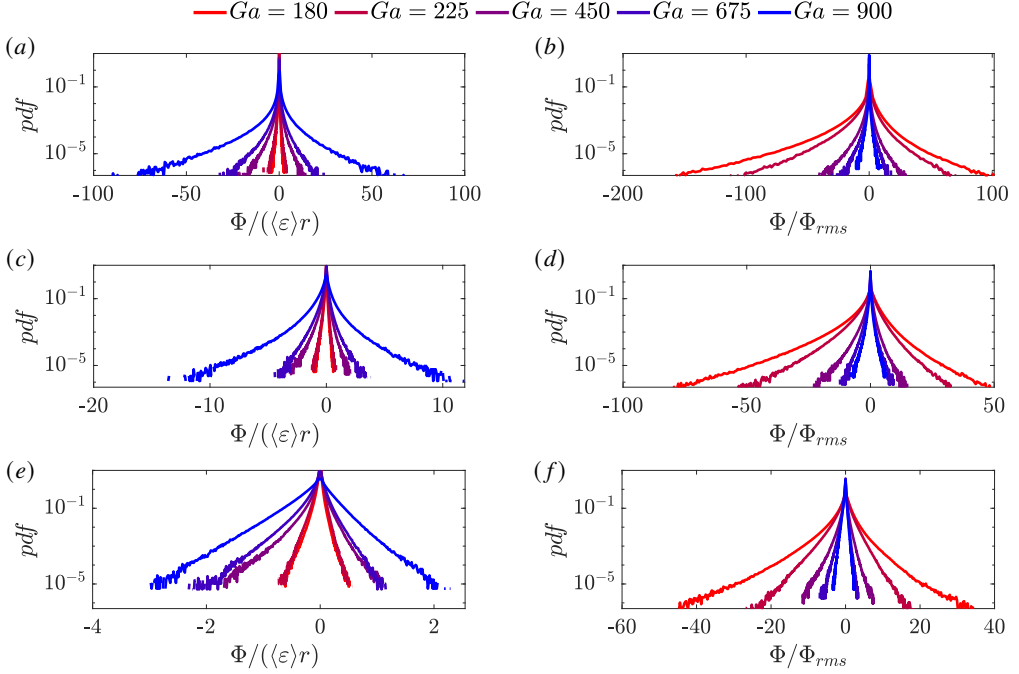 Ga = 180 Ga = 225 Ga = 450 Ga = 675 Ga = 900
(a) (b)
10⁻¹ 10⁻¹
pdf pdf
10⁻⁵ 10⁻⁵
-100 -50 0 50 100 -200 -100 0 100
Φ/(⟨ε⟩r) Φ/Φrms
(c) (d)
10⁻¹ 10⁻¹
pdf pdf
10⁻⁵ 10⁻⁵
-20 -10 0 10 -100 -50 0 50
Φ/(⟨ε⟩r) Φ/Φrms
(e) (f)
10⁻¹ 10⁻¹
pdf pdf
10⁻⁵ 10⁻⁵
-4 -2 0 2 -60 -40 -20 0 20 40
Φ/(⟨ε⟩r) Φ/Φrms